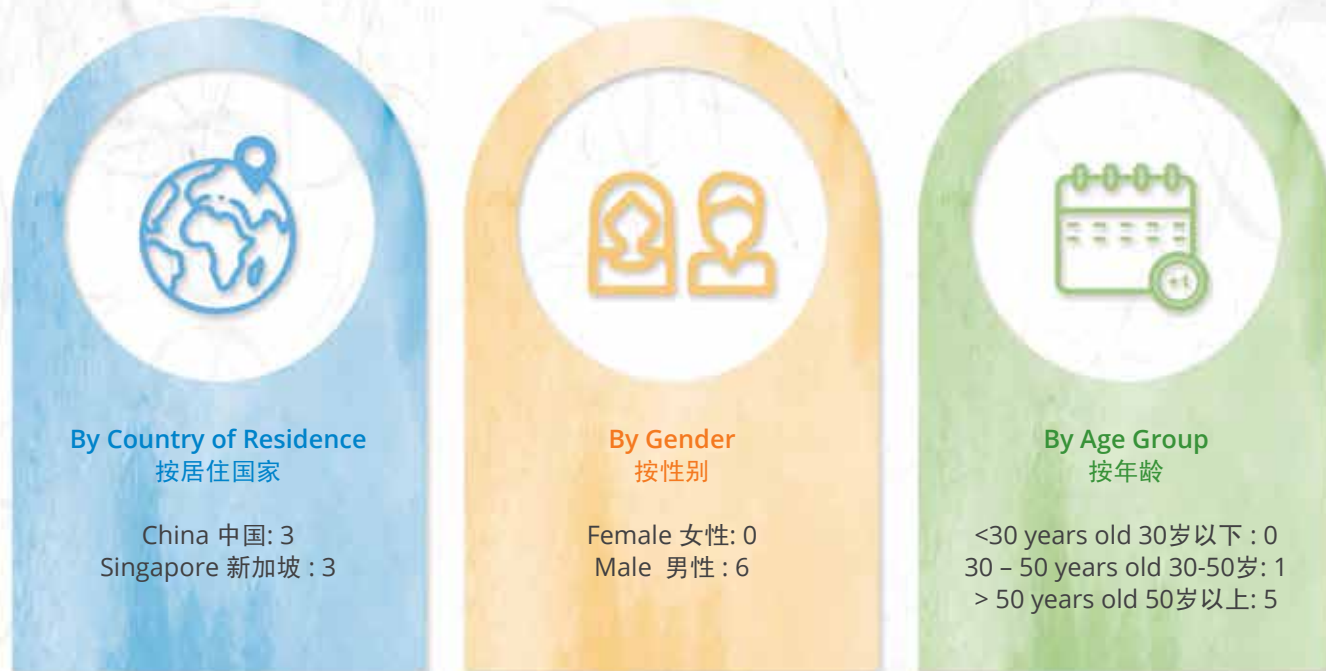 By Country of Residence
按居住国家
China 中国: 3
Singapore 新加坡 : 3
By Gender
按性别
Female 女性: 0
Male 男性 : 6
By Age Group
按年龄
<30 years old 30岁以下 : 0
30 – 50 years old 30-50岁: 1
> 50 years old 50岁以上: 5